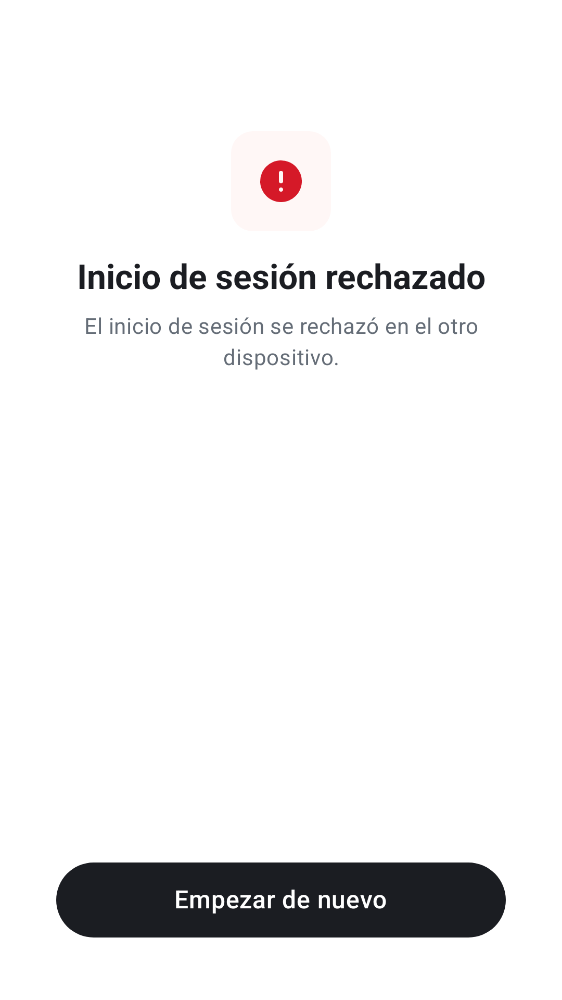 Inicio de sesión rechazado
El inicio de sesión se rechazó en el otro
dispositivo.
Empezar de nuevo